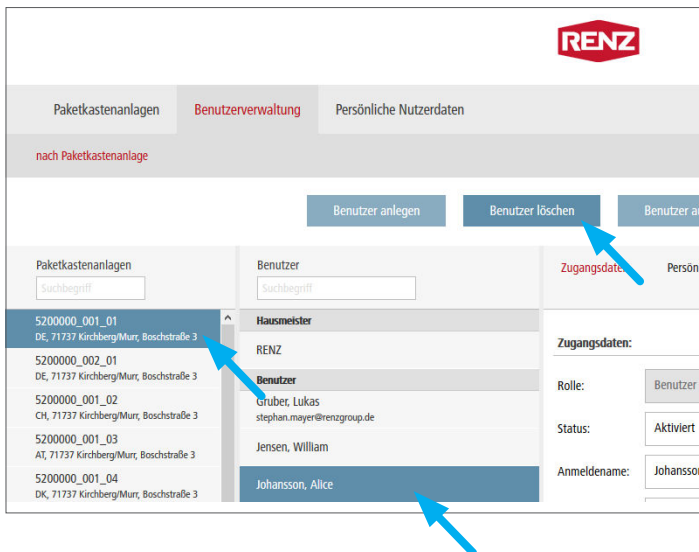 RENZ
Paketkastenanlagen Benutzerverwaltung Persönliche Nutzerdaten
nach Paketkastenanlage
Benutzer anlegen Benutzer löschen Benutzer
Paketkastenanlagen
Suchbegriff
5200000_001_01
DE, 71737 Kirchberg/Murr, Boschstraße 3
5200000_002_01
DE, 71737 Kirchberg/Murr, Boschstraße 3
5200000_001_02
CH, 71737 Kirchberg/Murr, Boschstraße 3
5200000_001_03
AT, 71737 Kirchberg/Murr, Boschstraße 3
5200000_001_04
DK, 71737 Kirchberg/Murr, Boschstraße 3
Benutzer
Suchbegriff
Hausmeister
RENZ
Benutzer
Gruber, Lukas
stephan.mayer@renzgroup.de
Jensen, William
Johansson, Alice
Zugangsdaten
Zugangsdaten:
Rolle: Benutzer
Status: Aktiviert
Anmeldename: